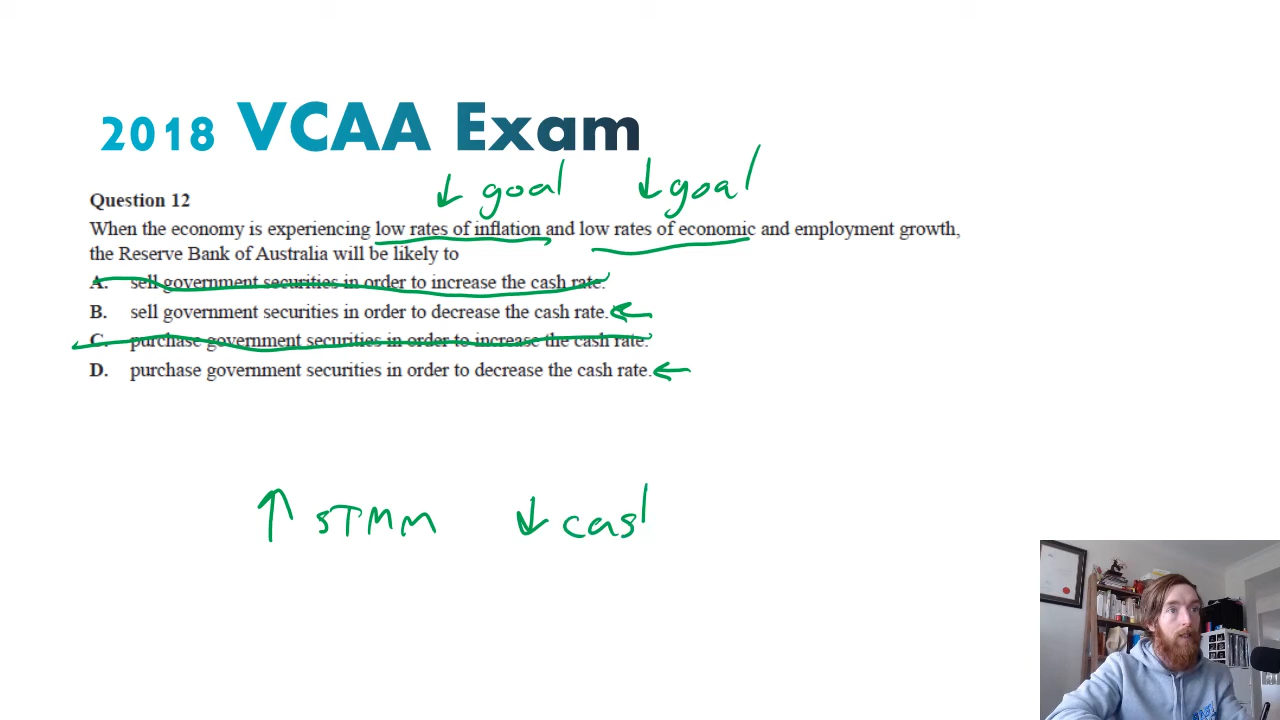 2018 VCAA Exam
↓ goal ↓ goal
Question 12
When the economy is experiencing low rates of inflation and low rates of economic and employment growth,
the Reserve Bank of Australia will be likely to
A. sell government securities in order to increase the cash rate.
B. sell government securities in order to decrease the cash rate. ←
C. purchase government securities in order to increase the cash rate.
D. purchase government securities in order to decrease the cash rate. ←
↑ STMM ↓ cas